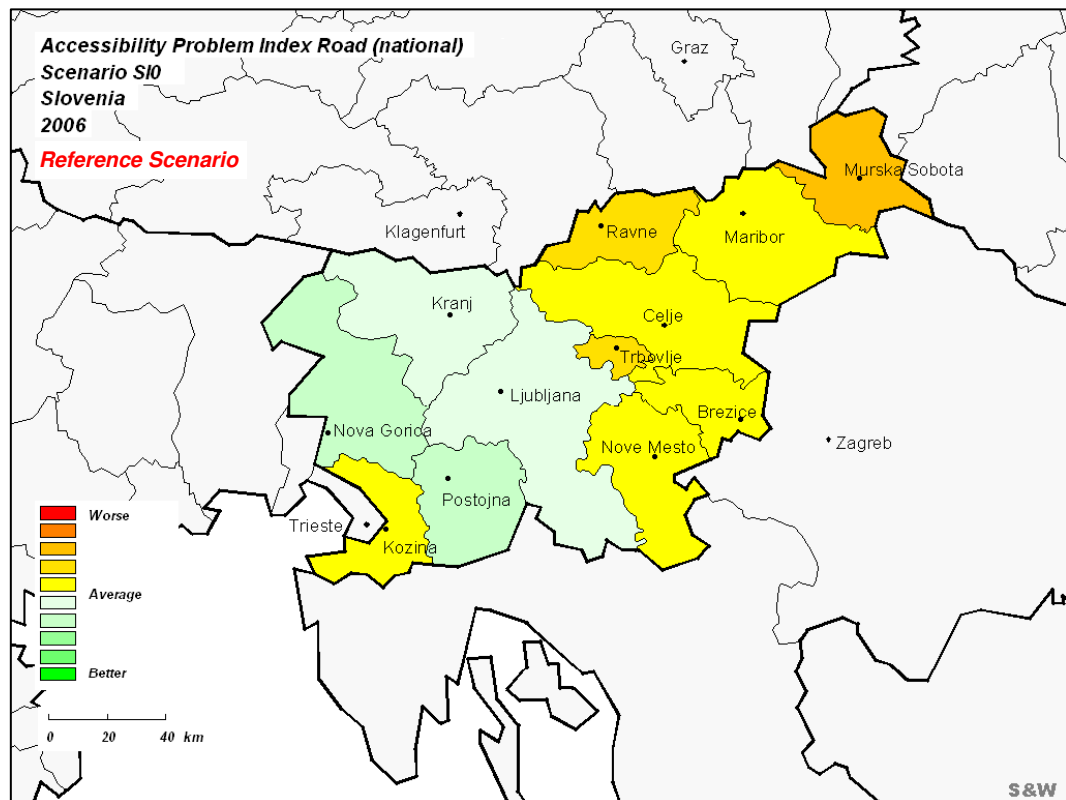 Accessibility Problem Index Road (national)
Scenario SI0
Slovenia
2006
Reference Scenario
Graz
Murska Sobota
Klagenfurt
Ravne
Maribor
Kranj
Celje
Trbovlje
Ljubljana
Brezice
Nova Gorica
Nove Mesto
Zagreb
Postojna
Trieste
Kozina
Worse
Average
Better
0 20 40 km
S&W